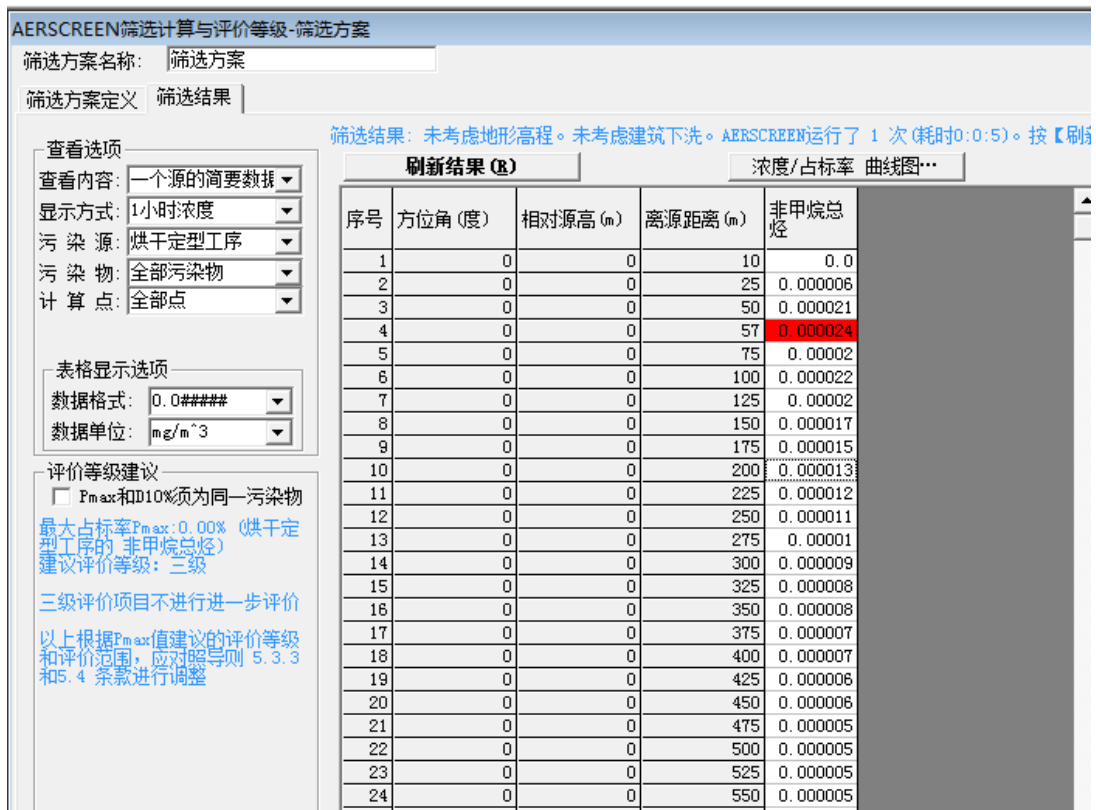 AERSCREEN筛选计算与评价等级-筛选方案
筛选方案名称: 筛选方案
筛选方案定义 筛选结果
筛选结果: 未考虑地形高程。未考虑建筑下洗。AERSCREEN运行了 1 次(耗时0:0:5)。按【刷新
查看选项
查看内容: 一个源的简要数据
显示方式: 1小时浓度
污 染 源: 烘干定型工序
污 染 物: 全部污染物
计 算 点: 全部点
表格显示选项
数据格式: 0.0#####
数据单位: mg/m^3
评价等级建议
Pmax和D10%须为同一污染物
最大占标率Pmax:0.00% (烘干定
型工序的 非甲烷总烃)
建议评价等级: 三级
三级评价项目不进行进一步评价
以上根据Pmax值建议的评价等级
和评价范围,应对照导则 5.3.3
和5.4 条款进行调整
刷新结果(R) 浓度/占标率 曲线图…
序号 方位角(度) 相对源高(m) 离源距离(m) 非甲烷总烃
1 0 0 10 0.0
2 0 0 25 0.000006
3 0 0 50 0.000021
4 0 0 57 0.000024
5 0 0 75 0.00002
6 0 0 100 0.000022
7 0 0 125 0.00002
8 0 0 150 0.000017
9 0 0 175 0.000015
10 0 0 200 0.000013
11 0 0 225 0.000012
12 0 0 250 0.000011
13 0 0 275 0.00001
14 0 0 300 0.000009
15 0 0 325 0.000008
16 0 0 350 0.000008
17 0 0 375 0.000007
18 0 0 400 0.000007
19 0 0 425 0.000006
20 0 0 450 0.000006
21 0 0 475 0.000005
22 0 0 500 0.000005
23 0 0 525 0.000005
24 0 0 550 0.000005